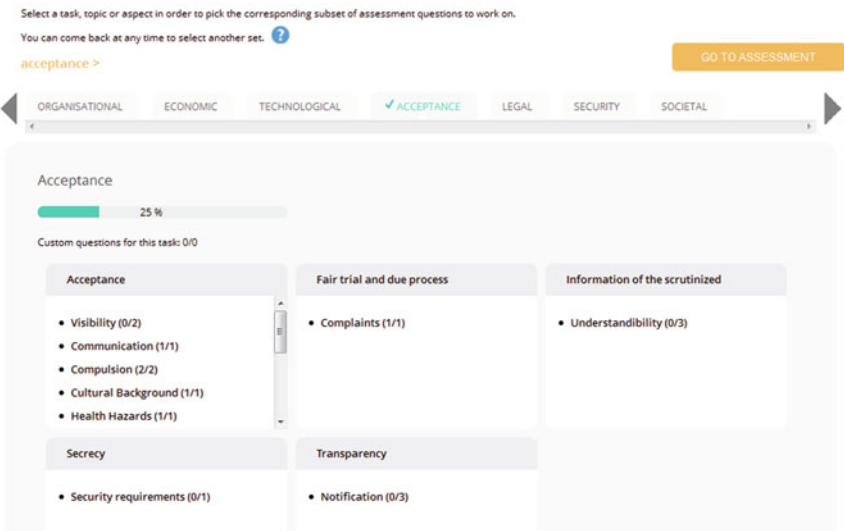 Select a task, topic or aspect in order to pick the corresponding subset of assessment questions to work on.
You can come back at any time to select another set. ?
acceptance >
GO TO ASSESSMENT
ORGANISATIONAL ECONOMIC TECHNOLOGICAL ✓ACCEPTANCE LEGAL SECURITY SOCIETAL
Acceptance
25 %
Custom questions for this task: 0/0
Acceptance
• Visibility (0/2)
• Communication (1/1)
• Compulsion (2/2)
• Cultural Background (1/1)
• Health Hazards (1/1)
Fair trial and due process
• Complaints (1/1)
Information of the scrutinized
• Understandibility (0/3)
Secrecy
• Security requirements (0/1)
Transparency
• Notification (0/3)